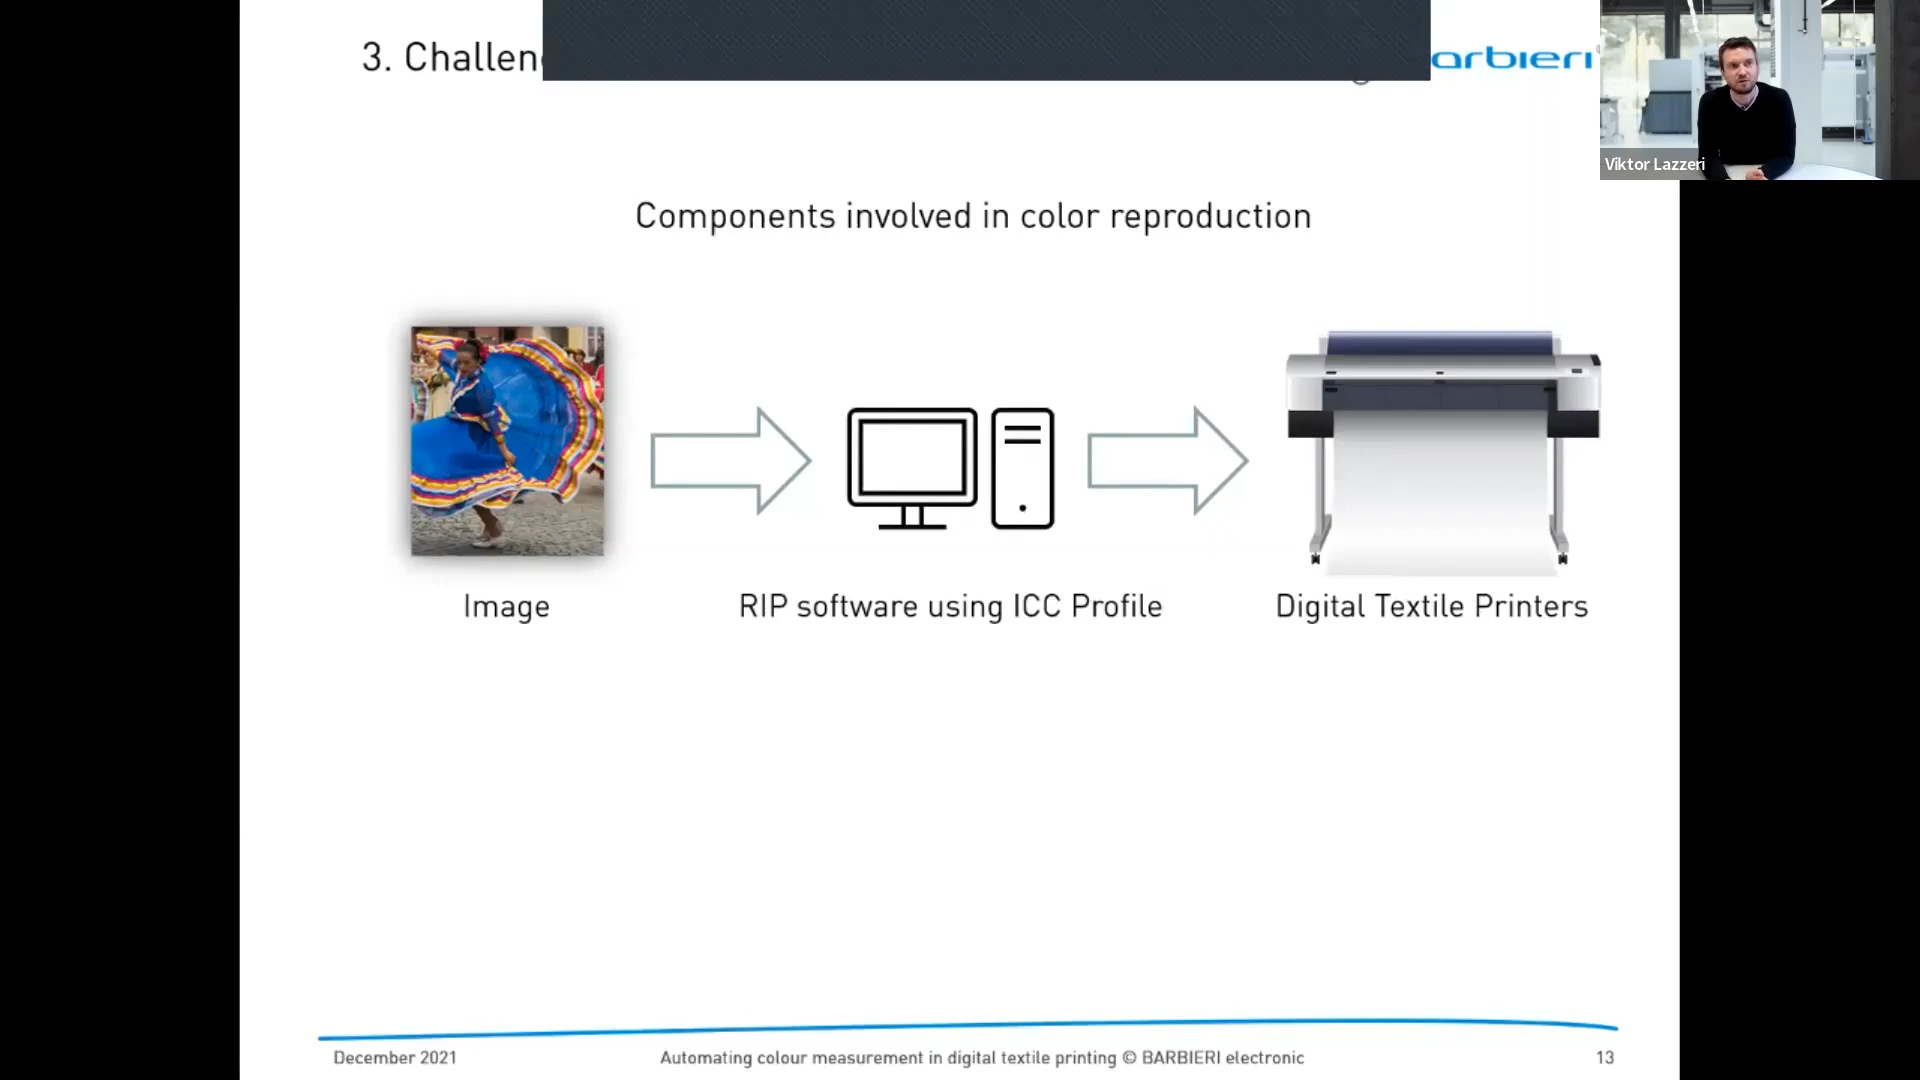 3. Challen
arbieri
Viktor Lazzeri
Components involved in color reproduction
Image
RIP software using ICC Profile
Digital Textile Printers
December 2021
Automating colour measurement in digital textile printing © BARBIERI electronic
13